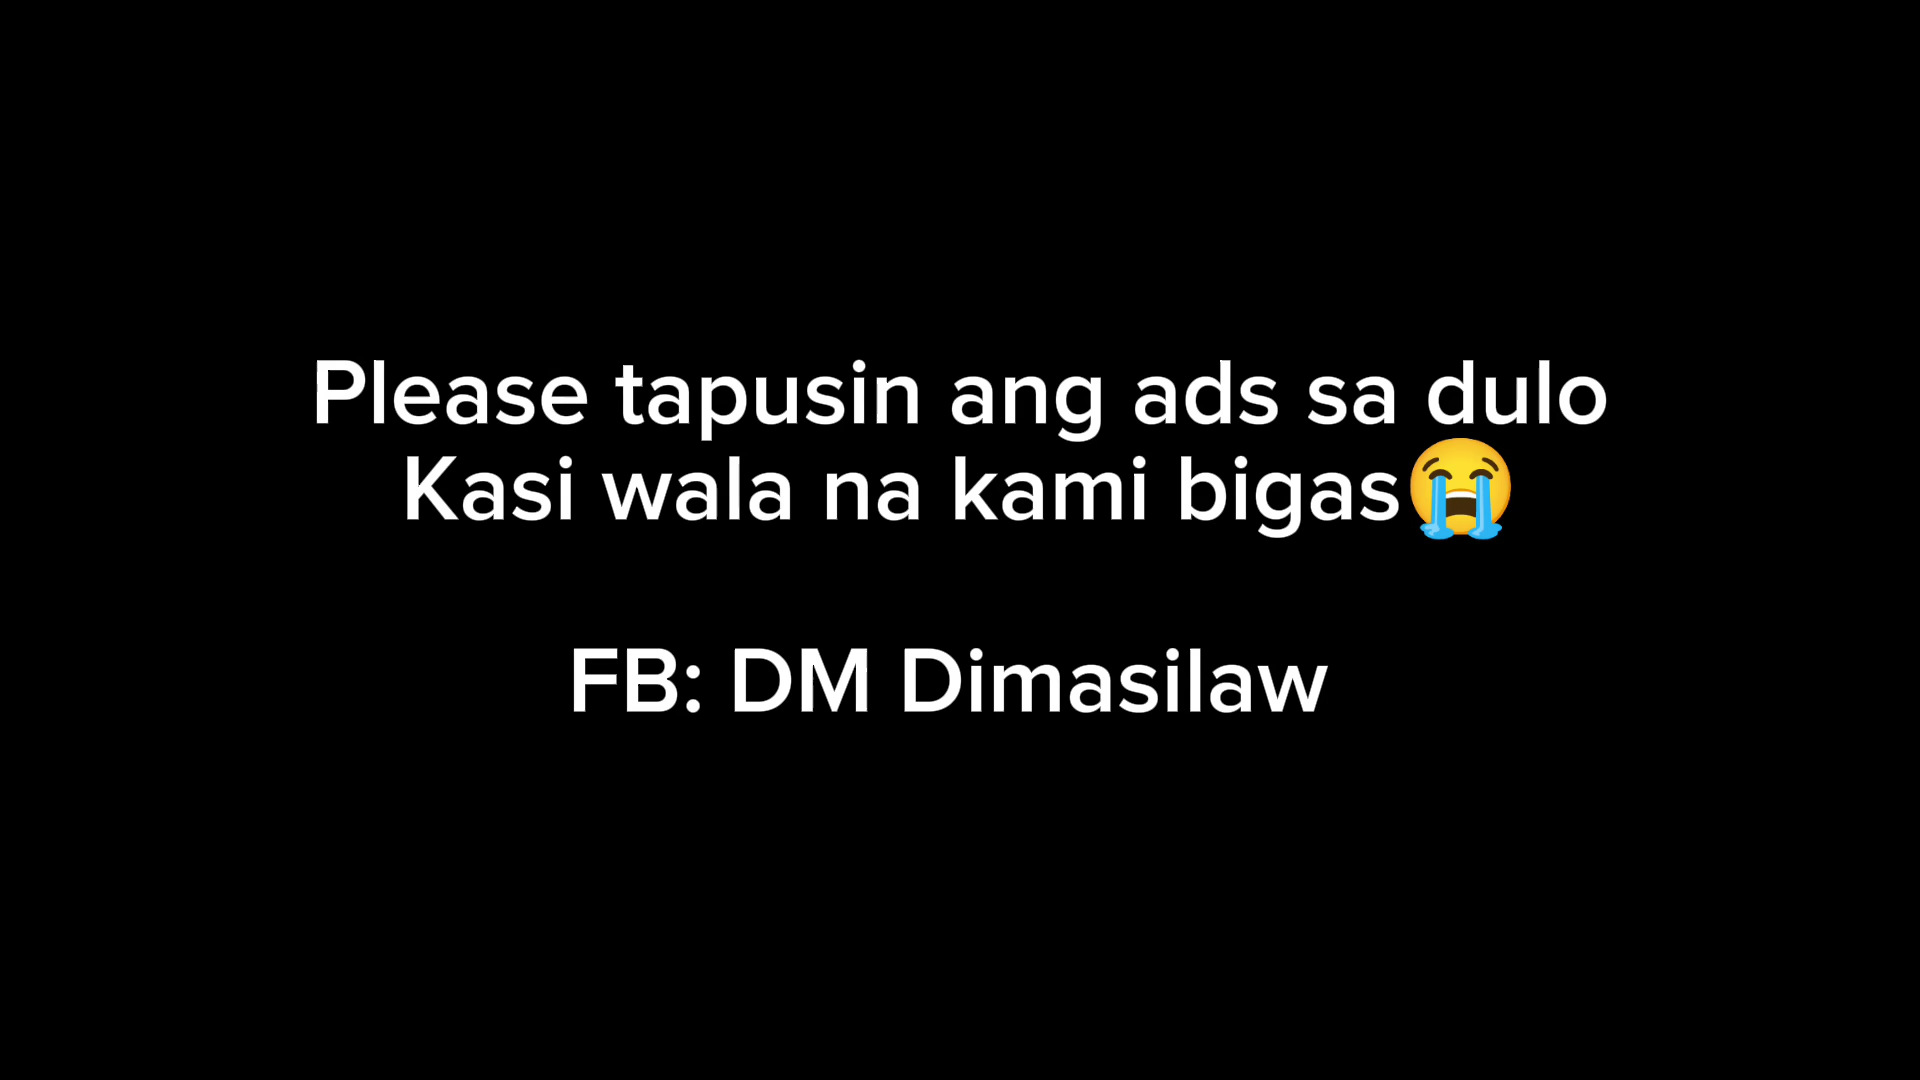 Please tapusin ang ads sa dulo
Kasi wala na kami bigas😭
FB: DM Dimasilaw